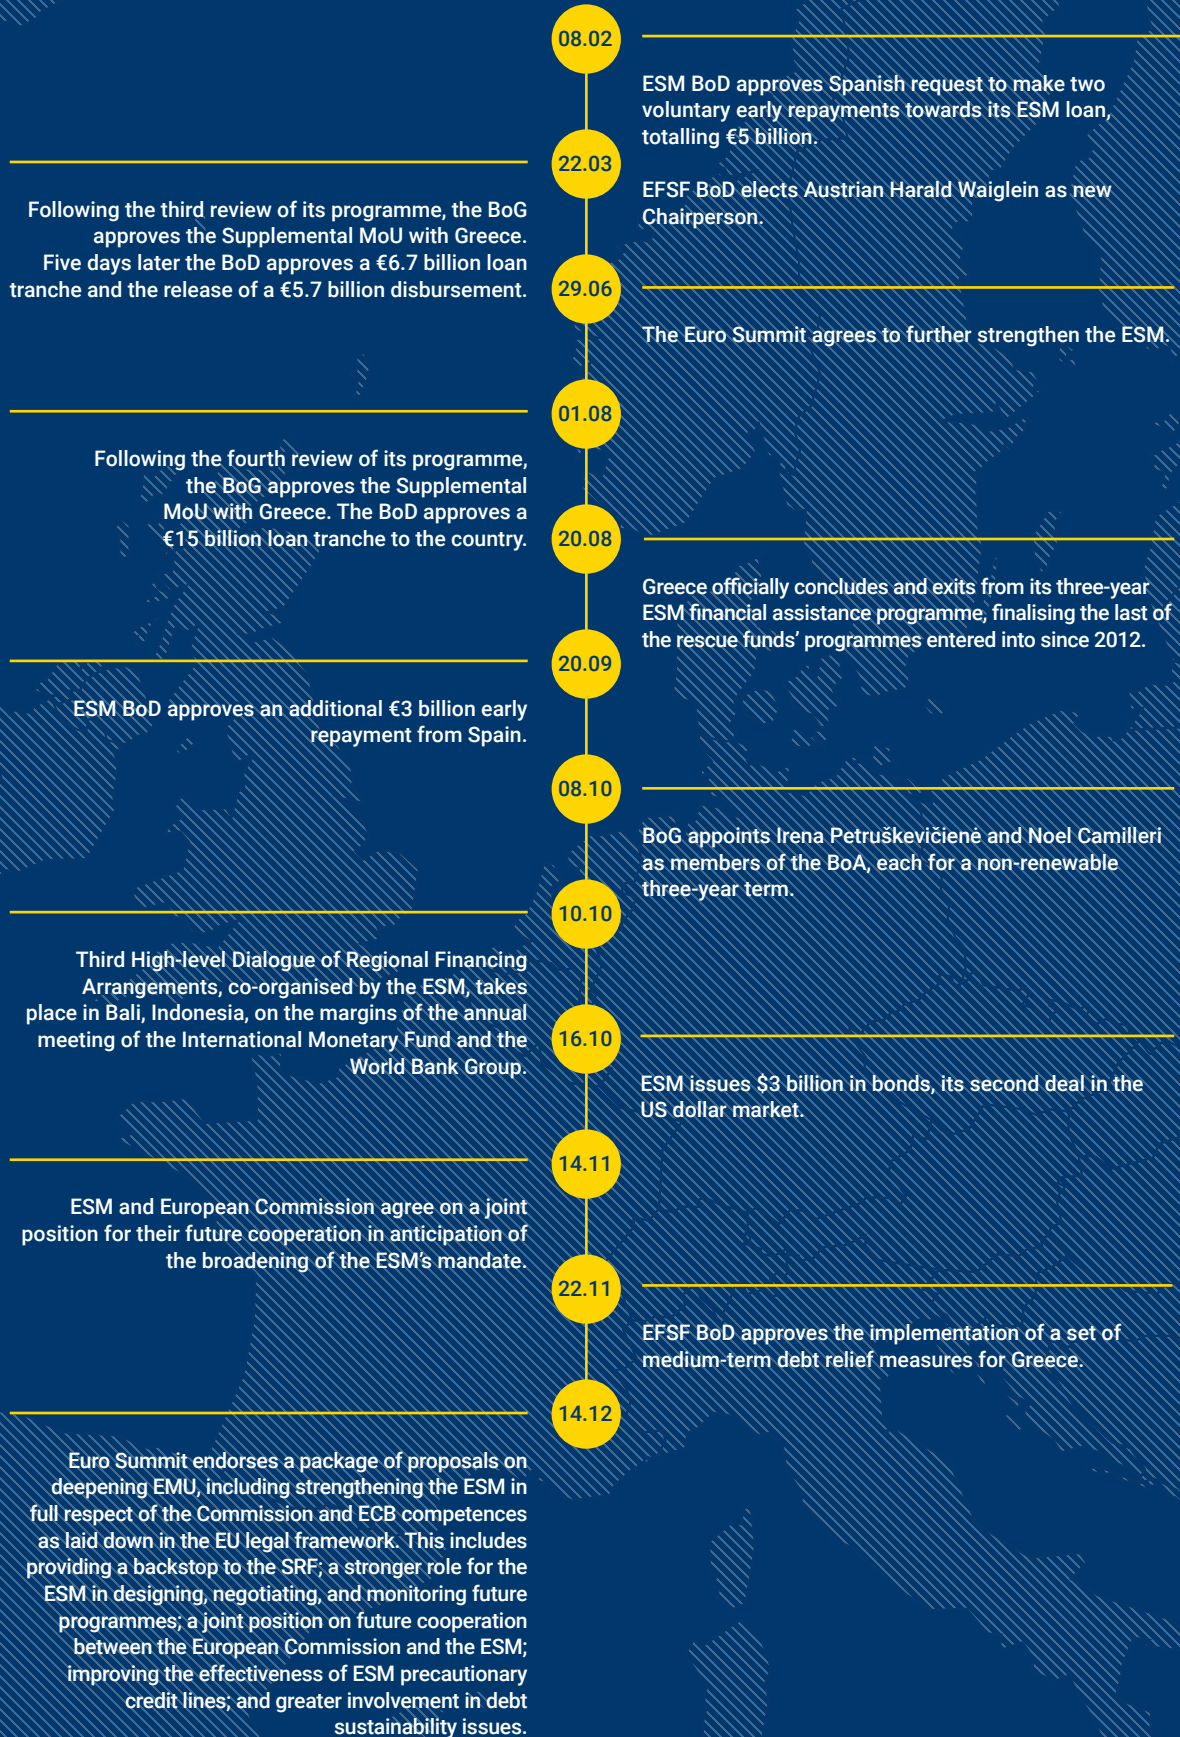 08.02
ESM BoD approves Spanish request to make two
voluntary early repayments towards its ESM loan,
totalling €5 billion.
EFSF BoD elects Austrian Harald Waiglein as new
Chairperson.
22.03
Following the third review of its programme, the BoG
approves the Supplemental MoU with Greece.
Five days later the BoD approves a €6.7 billion loan
tranche and the release of a €5.7 billion disbursement.
29.06
The Euro Summit agrees to further strengthen the ESM.
01.08
Following the fourth review of its programme,
the BoG approves the Supplemental
MoU with Greece. The BoD approves a
€15 billion loan tranche to the country.
20.08
Greece officially concludes and exits from its three-year
ESM financial assistance programme, finalising the last of
the rescue funds’ programmes entered into since 2012.
20.09
ESM BoD approves an additional €3 billion early
repayment from Spain.
08.10
BoG appoints Irena Petruškevičienė and Noel Camilleri
as members of the BoA, each for a non-renewable
three-year term.
10.10
Third High-level Dialogue of Regional Financing
Arrangements, co-organised by the ESM, takes
place in Bali, Indonesia, on the margins of the annual
meeting of the International Monetary Fund and the
World Bank Group.
16.10
ESM issues $3 billion in bonds, its second deal in the
US dollar market.
14.11
ESM and European Commission agree on a joint
position for their future cooperation in anticipation of
the broadening of the ESM’s mandate.
22.11
EFSF BoD approves the implementation of a set of
medium-term debt relief measures for Greece.
14.12
Euro Summit endorses a package of proposals on
deepening EMU, including strengthening the ESM in
full respect of the Commission and ECB competences
as laid down in the EU legal framework. This includes
providing a backstop to the SRF; a stronger role for the
ESM in designing, negotiating, and monitoring future
programmes; a joint position on future cooperation
between the European Commission and the ESM;
improving the effectiveness of ESM precautionary
credit lines; and greater involvement in debt
sustainability issues.